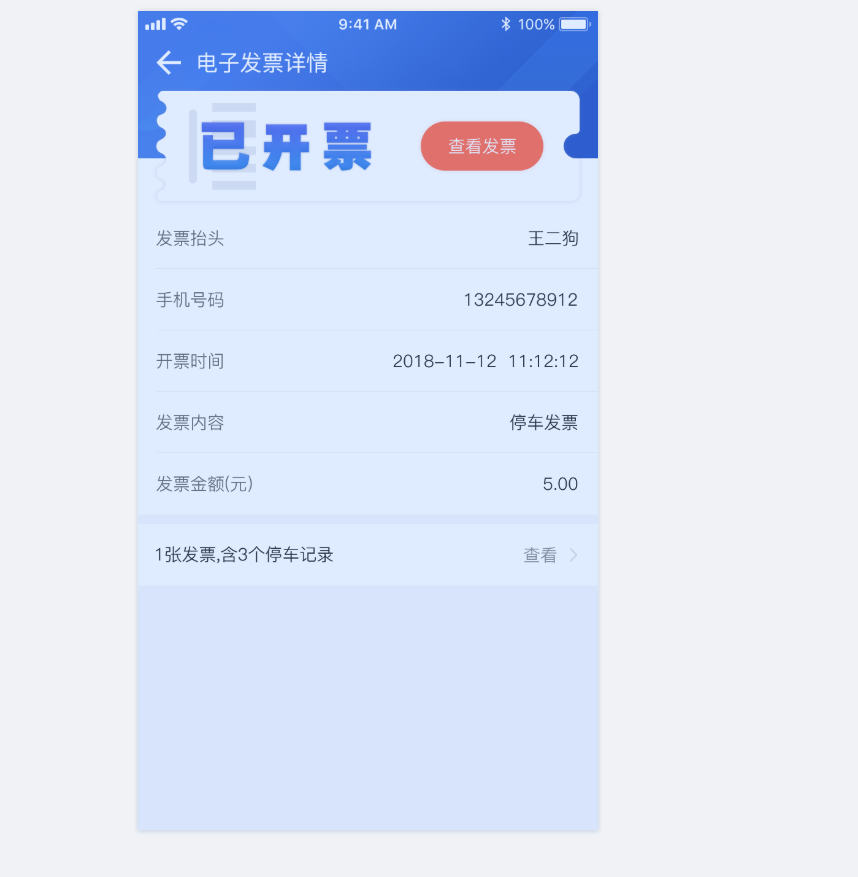 9:41 AM 100%
电子发票详情
已开票 查看发票
发票抬头 王二狗
手机号码 13245678912
开票时间 2018-11-12 11:12:12
发票内容 停车发票
发票金额(元) 5.00
1张发票,含3个停车记录 查看